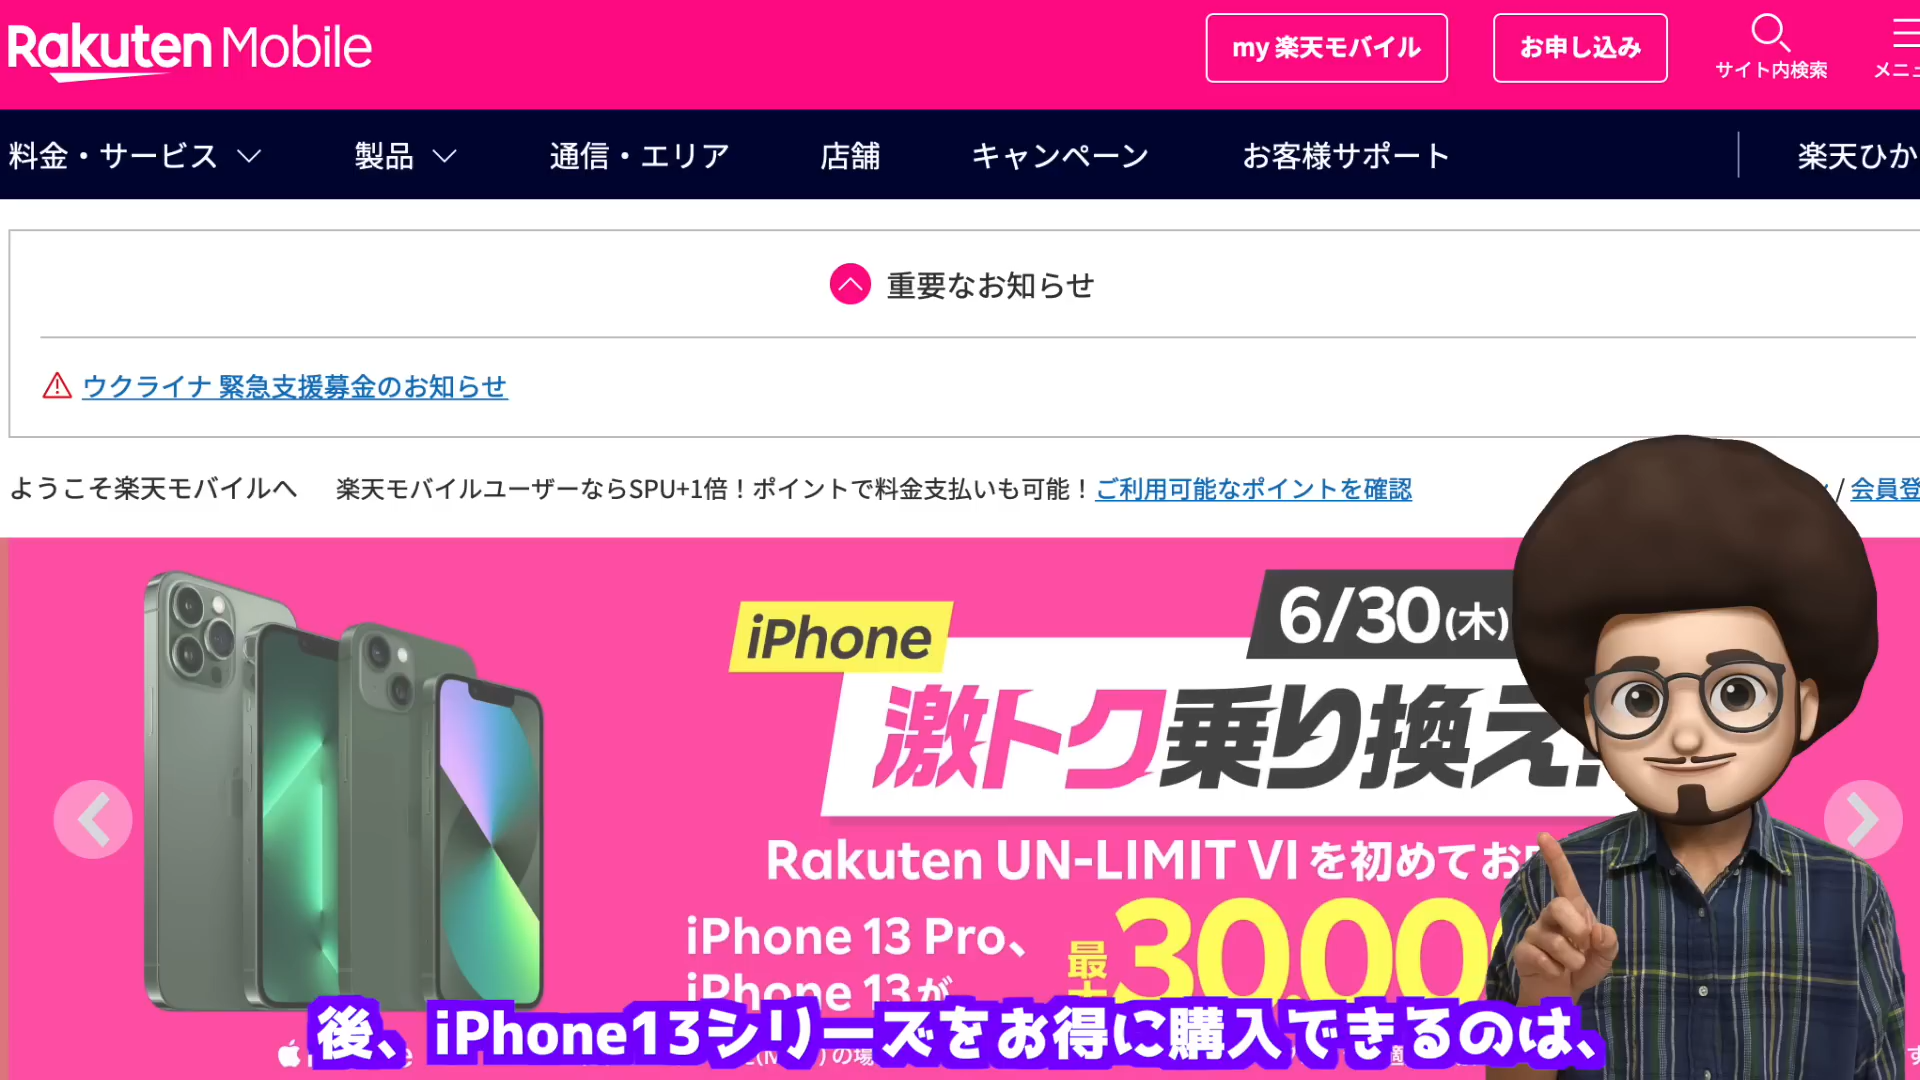 Rakuten Mobile
my 楽天モバイル
お申し込み
サイト内検索
メニュ
料金・サービス
製品
通信・エリア
店舗
キャンペーン
お客様サポート
楽天ひか
重要なお知らせ
ウクライナ 緊急支援募金のお知らせ
ようこそ楽天モバイルへ
楽天モバイルユーザーならSPU+1倍！ポイントで料金支払いも可能！ご利用可能なポイントを確認
/ 会員登
iPhone
6/30(木)
激トク乗り換え!
Rakuten UN-LIMIT VI を初めてお
iPhone 13 Pro、
iPhone 13が
最大
30,000
後、iPhone13シリーズをお得に購入できるのは、